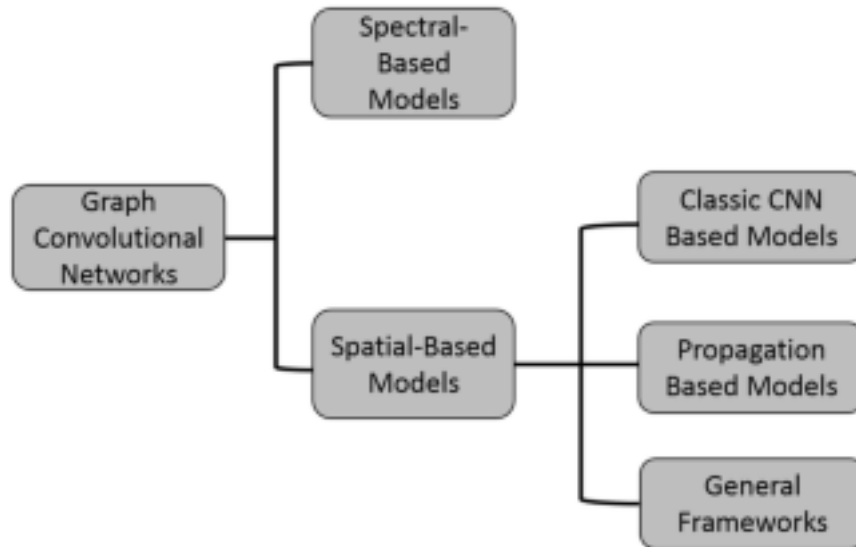 Spectral-
Based
Models
Graph
Convolutional
Networks
Spatial-Based
Models
Classic CNN
Based Models
Propagation
Based Models
General
Frameworks